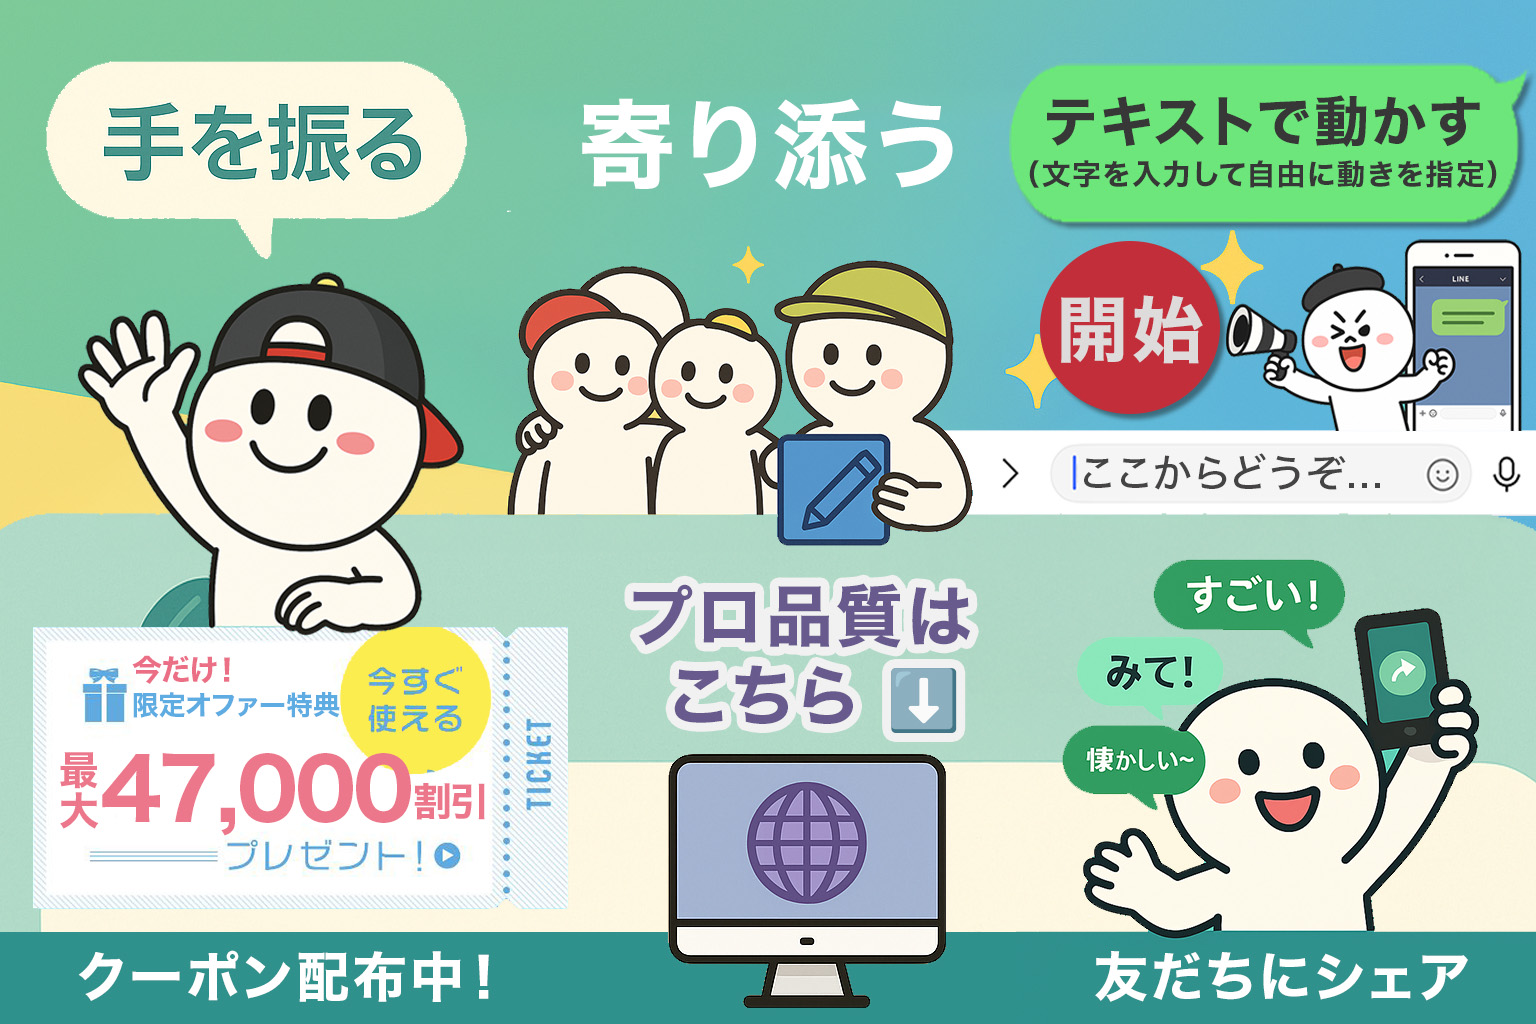 手を振る
寄り添う
テキストで動かす
（文字を入力して自由に動きを指定）
開始
LINE
ここからどうぞ...
今だけ！
限定オファー特典
今すぐ
使える
最大47,000割引
プレゼント！
TICKET
クーポン配布中！
プロ品質は
こちら
すごい！
みて！
懐かしい~
友だちにシェア